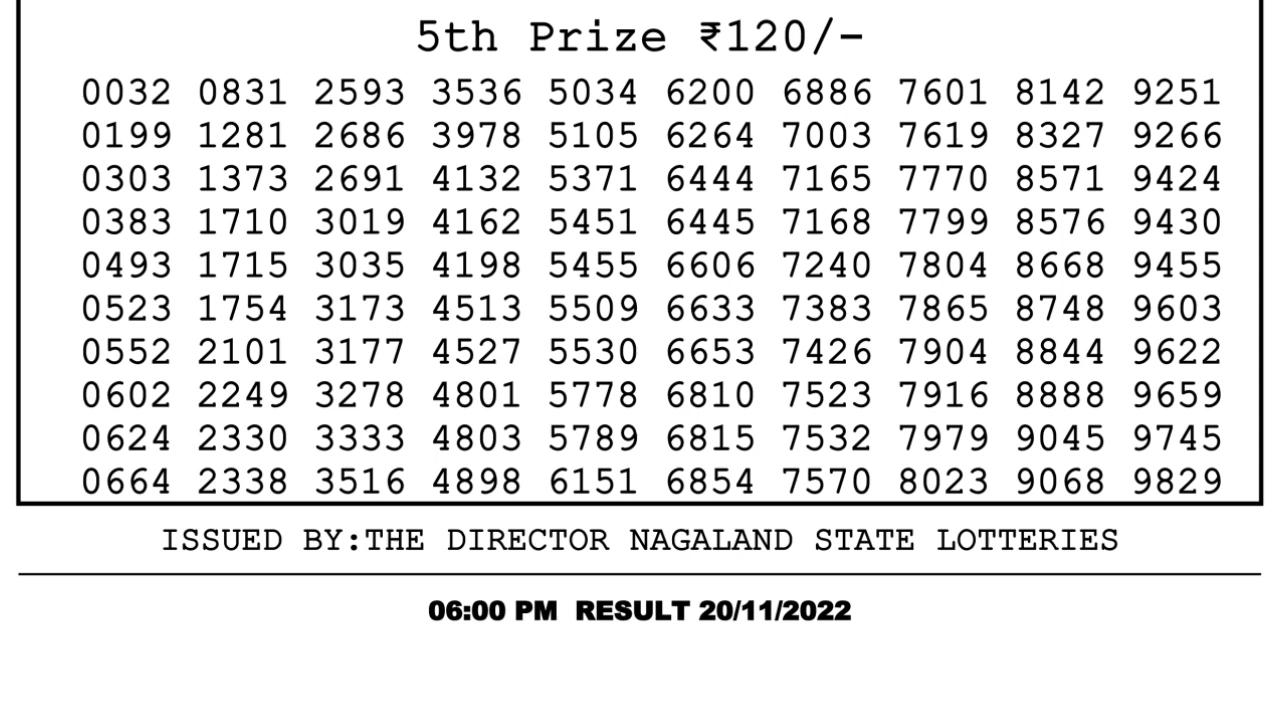 5th Prize ₹120/-
0032 0831 2593 3536 5034 6200 6886 7601 8142 9251
0199 1281 2686 3978 5105 6264 7003 7619 8327 9266
0303 1373 2691 4132 5371 6444 7165 7770 8571 9424
0383 1710 3019 4162 5451 6445 7168 7799 8576 9430
0493 1715 3035 4198 5455 6606 7240 7804 8668 9455
0523 1754 3173 4513 5509 6633 7383 7865 8748 9603
0552 2101 3177 4527 5530 6653 7426 7904 8844 9622
0602 2249 3278 4801 5778 6810 7523 7916 8888 9659
0624 2330 3333 4803 5789 6815 7532 7979 9045 9745
0664 2338 3516 4898 6151 6854 7570 8023 9068 9829
ISSUED BY:THE DIRECTOR NAGALAND STATE LOTTERIES
06:00 PM RESULT 20/11/2022